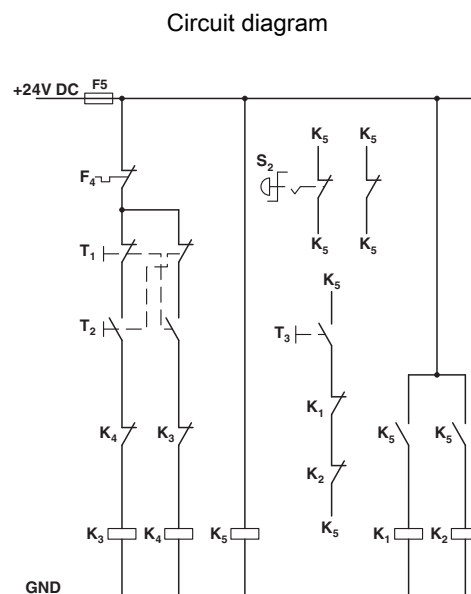 Circuit diagram
+24V DC F5
K5 K5
S2
F4
K5 K5
T1
K5
T2 T3
K1
K4 K3 K5 K5
K2
K5
K3 K4 K5 K1 K2
GND